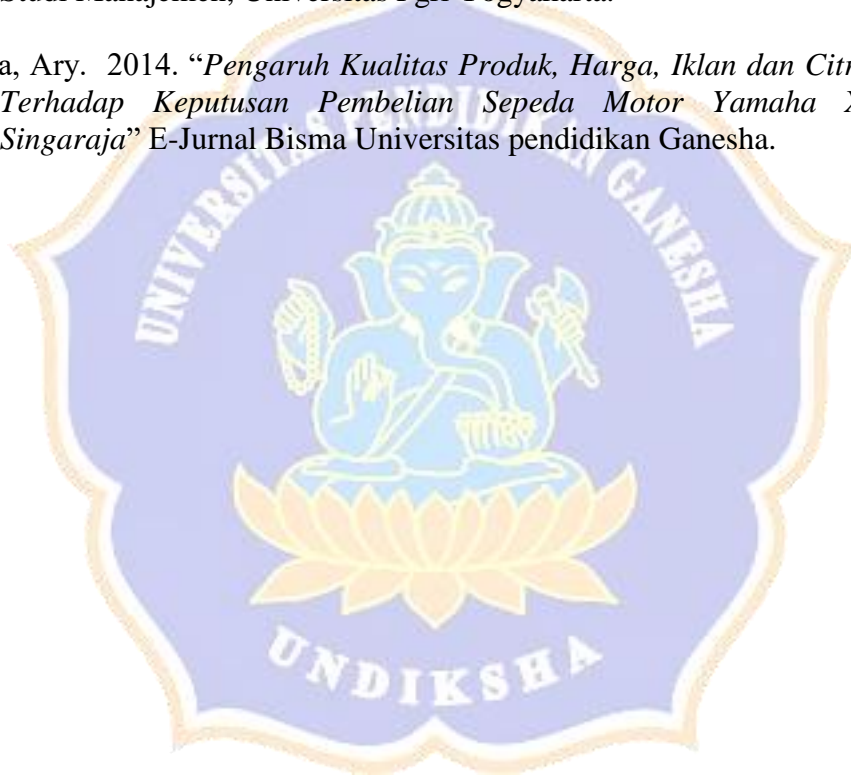 Studi Manajemen, Universitas Pgri Yogyakarta.
a, Ary. 2014. “Pengaruh Kualitas Produk, Harga, Iklan dan Citr
Terhadap Keputusan Pembelian Sepeda Motor Yamaha X
Singaraja” E-Jurnal Bisma Universitas pendidikan Ganesha.
UNIVERSITAS PENDIDIKAN GANESHA
UNDIKSHA